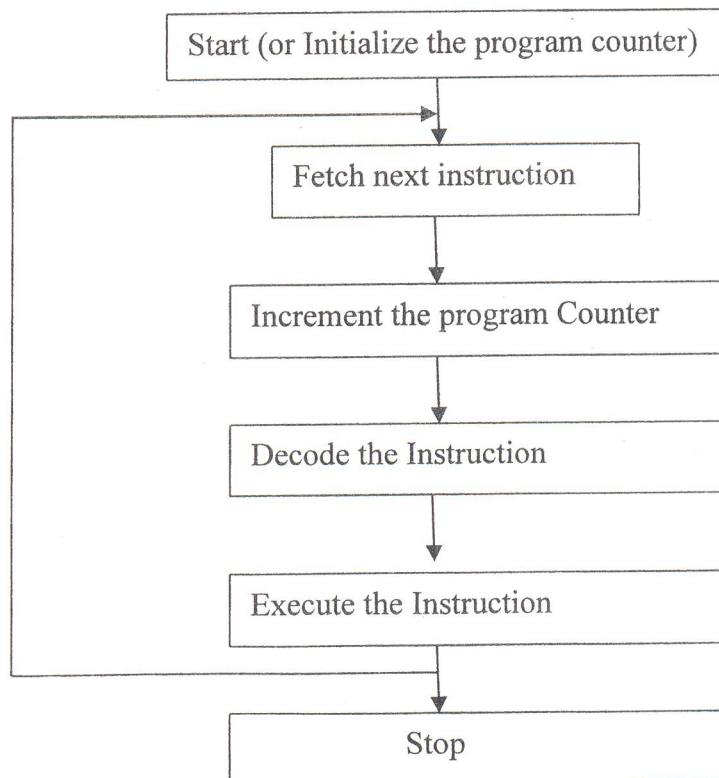 Start (or Initialize the program counter)
Fetch next instruction
Increment the program Counter
Decode the Instruction
Execute the Instruction
Stop